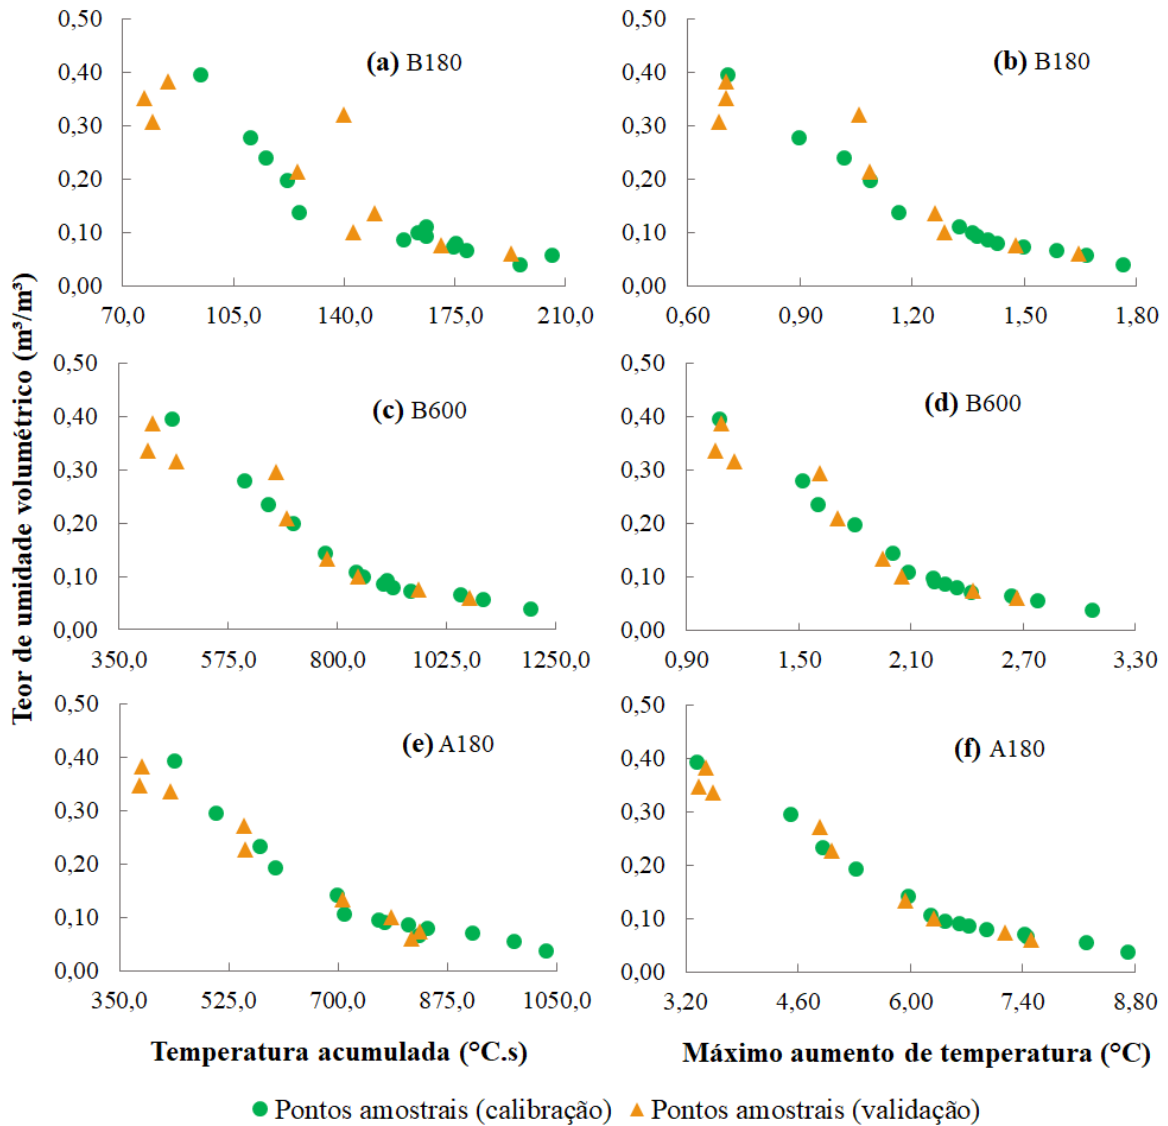 Teor de umidade volumétrico (m³/m³)
0,50
0,40
0,30
0,20
0,10
0,00
70,0 105,0 140,0 175,0 210,0
(a) B180
0,50
0,40
0,30
0,20
0,10
0,00
0,60 0,90 1,20 1,50 1,80
(b) B180
0,50
0,40
0,30
0,20
0,10
0,00
350,0 575,0 800,0 1025,0 1250,0
(c) B600
0,50
0,40
0,30
0,20
0,10
0,00
0,90 1,50 2,10 2,70 3,30
(d) B600
0,50
0,40
0,30
0,20
0,10
0,00
350,0 525,0 700,0 875,0 1050,0
(e) A180
0,50
0,40
0,30
0,20
0,10
0,00
3,20 4,60 6,00 7,40 8,80
(f) A180
Temperatura acumulada (°C.s)
Máximo aumento de temperatura (°C)
Pontos amostrais (calibração) Pontos amostrais (validação)